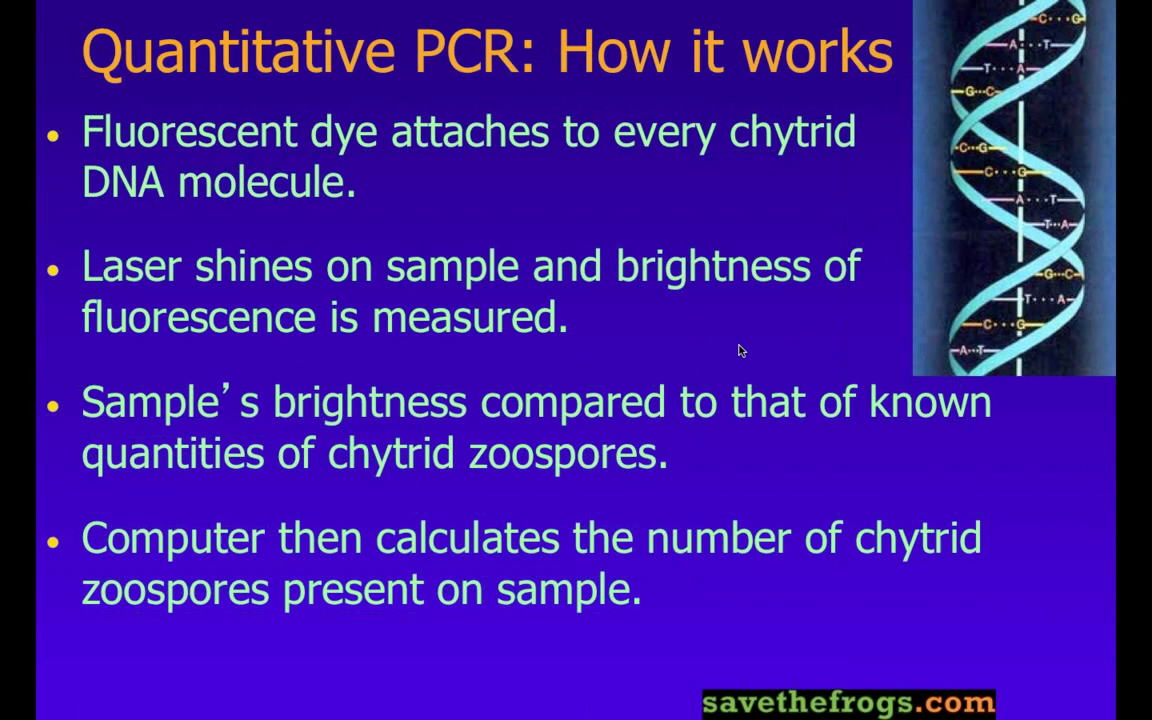 Quantitative PCR: How it works
• Fluorescent dye attaches to every chytrid
DNA molecule.
• Laser shines on sample and brightness of
fluorescence is measured.
• Sample’s brightness compared to that of known
quantities of chytrid zoospores.
• Computer then calculates the number of chytrid
zoospores present on sample.
C···G
A···T
T···A
G···C
C···G
C···G
A···T
T·A
G···C
T···A
C···G
A·T
savethefrogs.com